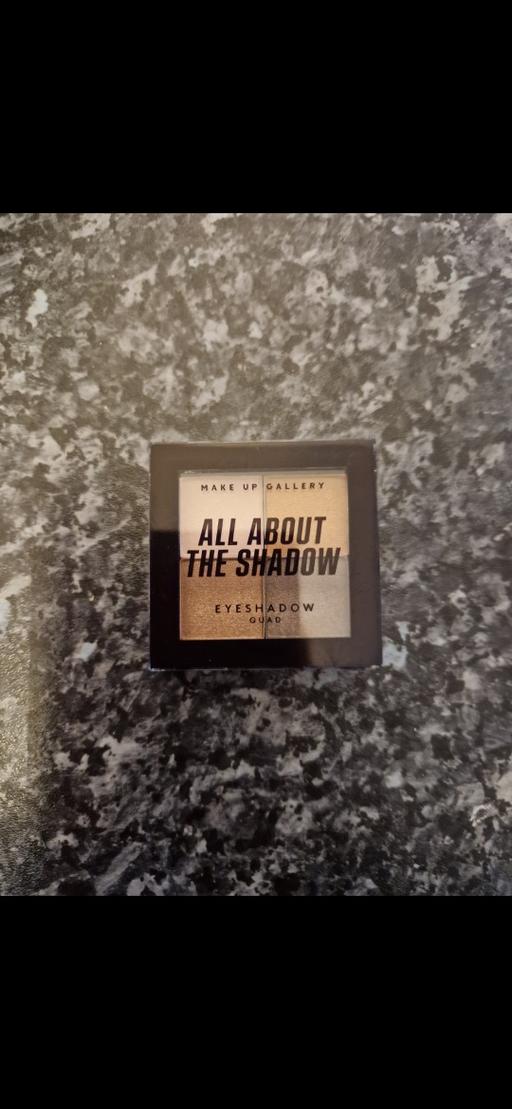 MAKE UP GALLERY
ALL ABOUT
THE SHADOW
EYESHADOW
QUAD